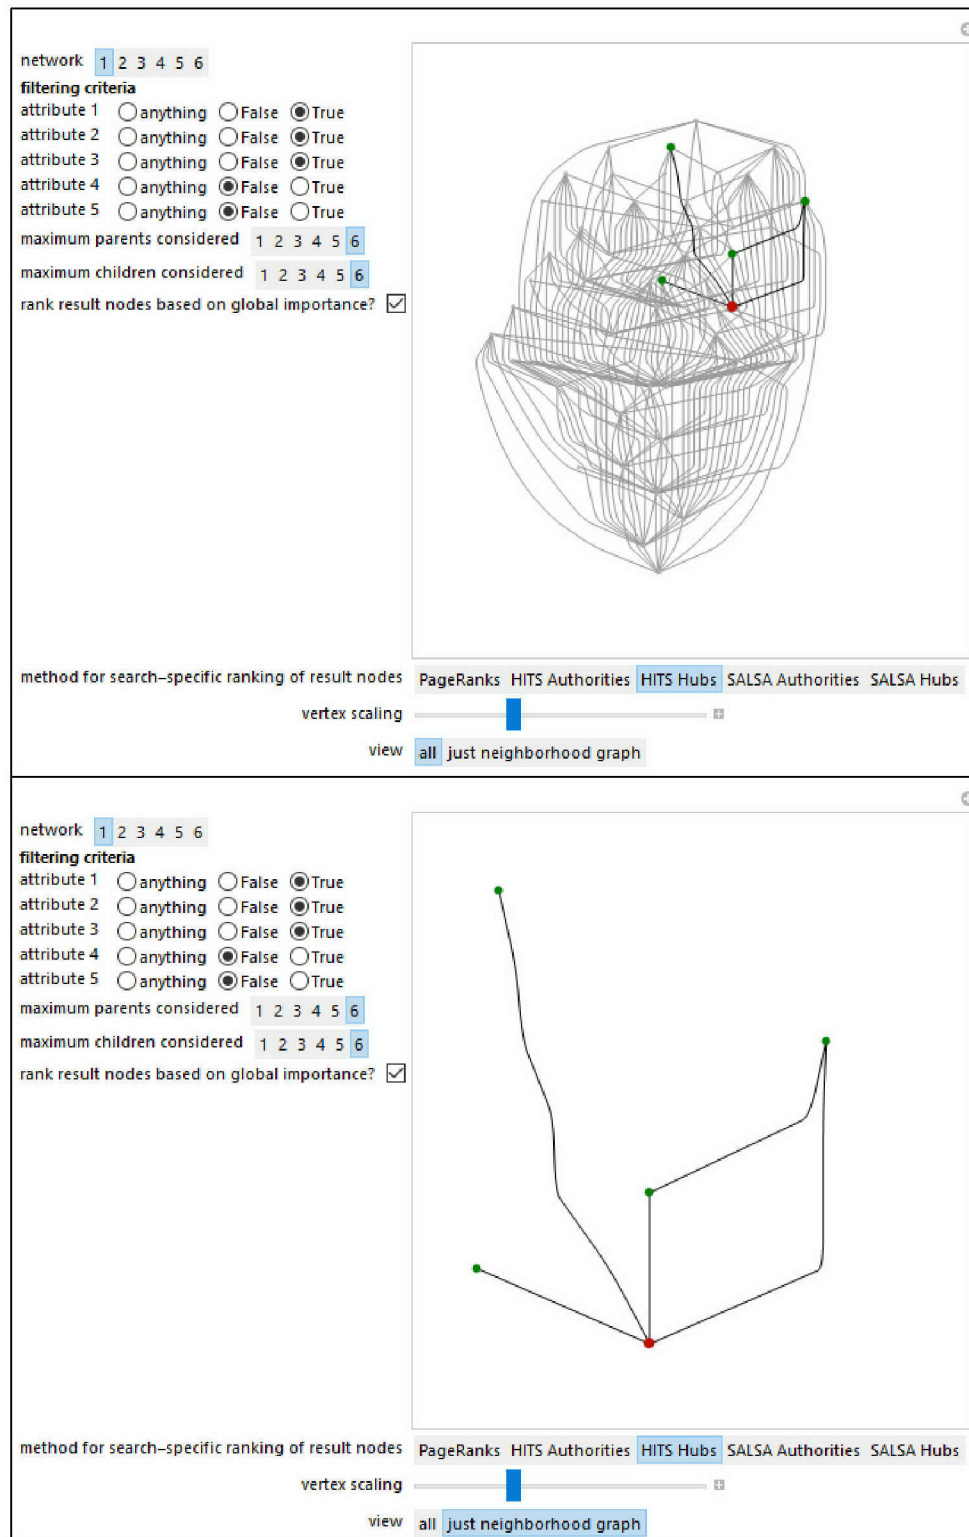 network 1 2 3 4 5 6
filtering criteria
attribute 1 anything False True
attribute 2 anything False True
attribute 3 anything False True
attribute 4 anything False True
attribute 5 anything False True
maximum parents considered 1 2 3 4 5 6
maximum children considered 1 2 3 4 5 6
rank result nodes based on global importance?
method for search-specific ranking of result nodes PageRanks HITS Authorities HITS Hubs SALSA Authorities SALSA Hubs
vertex scaling
view all just neighborhood graph
network 1 2 3 4 5 6
filtering criteria
attribute 1 anything False True
attribute 2 anything False True
attribute 3 anything False True
attribute 4 anything False True
attribute 5 anything False True
maximum parents considered 1 2 3 4 5 6
maximum children considered 1 2 3 4 5 6
rank result nodes based on global importance?
method for search-specific ranking of result nodes PageRanks HITS Authorities HITS Hubs SALSA Authorities SALSA Hubs
vertex scaling
view all just neighborhood graph